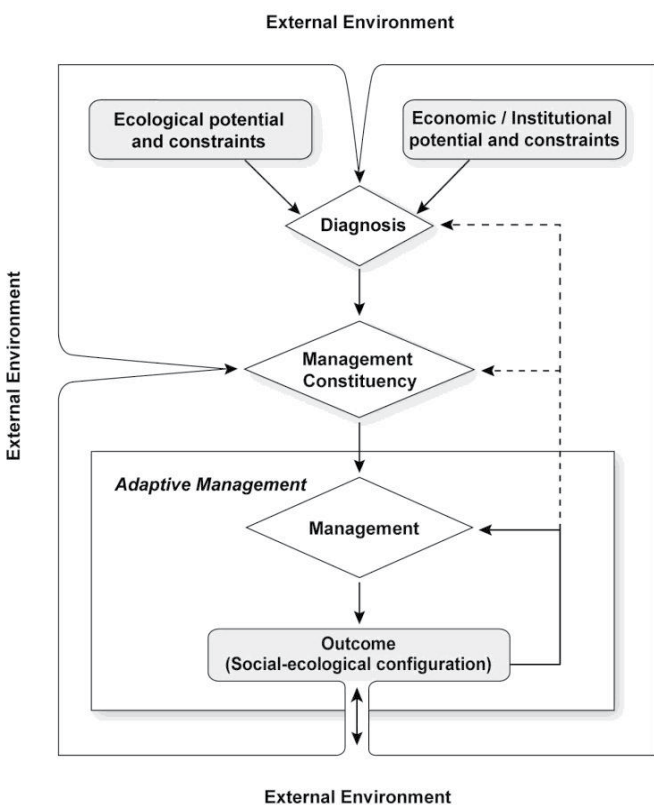 External Environment
Ecological potential
and constraints
Economic / Institutional
potential and constraints
Diagnosis
External Environment
Management
Constituency
Adaptive Management
Management
Outcome
(Social-ecological configuration)
External Environment